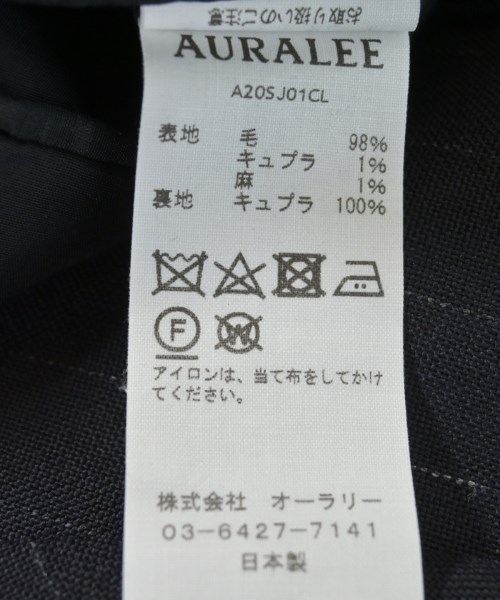 お取り扱いのご注意
AURALEE
A20SJ01CL
表地 毛 98%
キュプラ 1%
麻 1%
裏地 キュプラ 100%
F W
アイロンは、当て布をしてかけ
てください。
株式会社 オーラリー
03-6427-7141
日本製